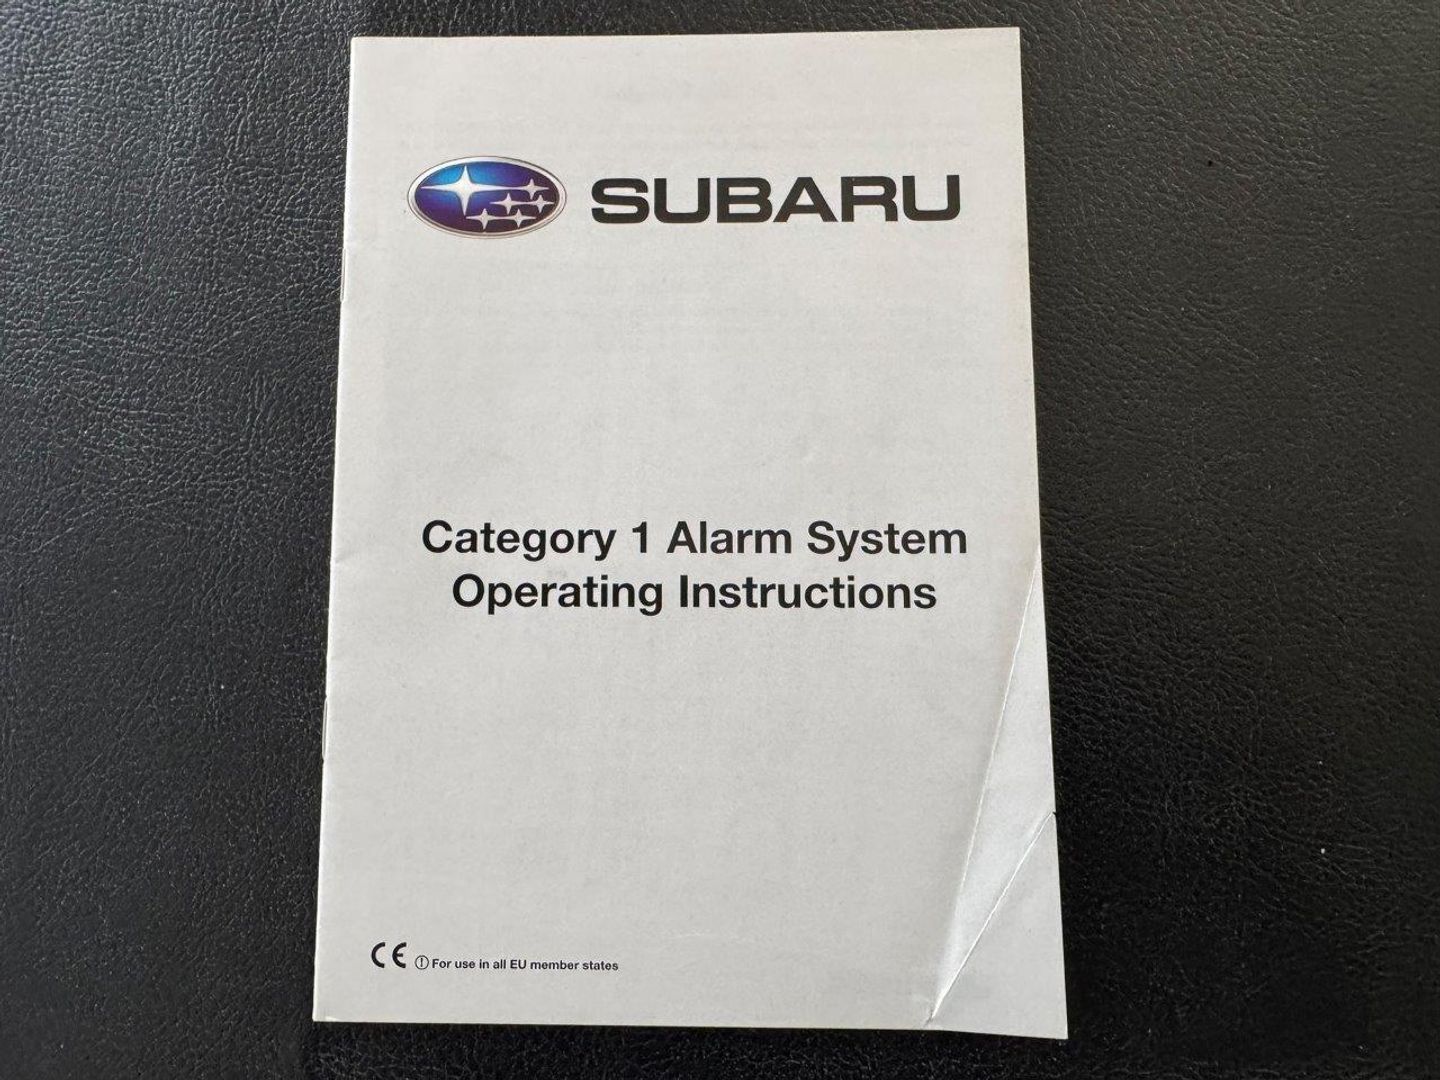 SUBARU
Category 1 Alarm System
Operating Instructions
CE ! For use in all EU member states